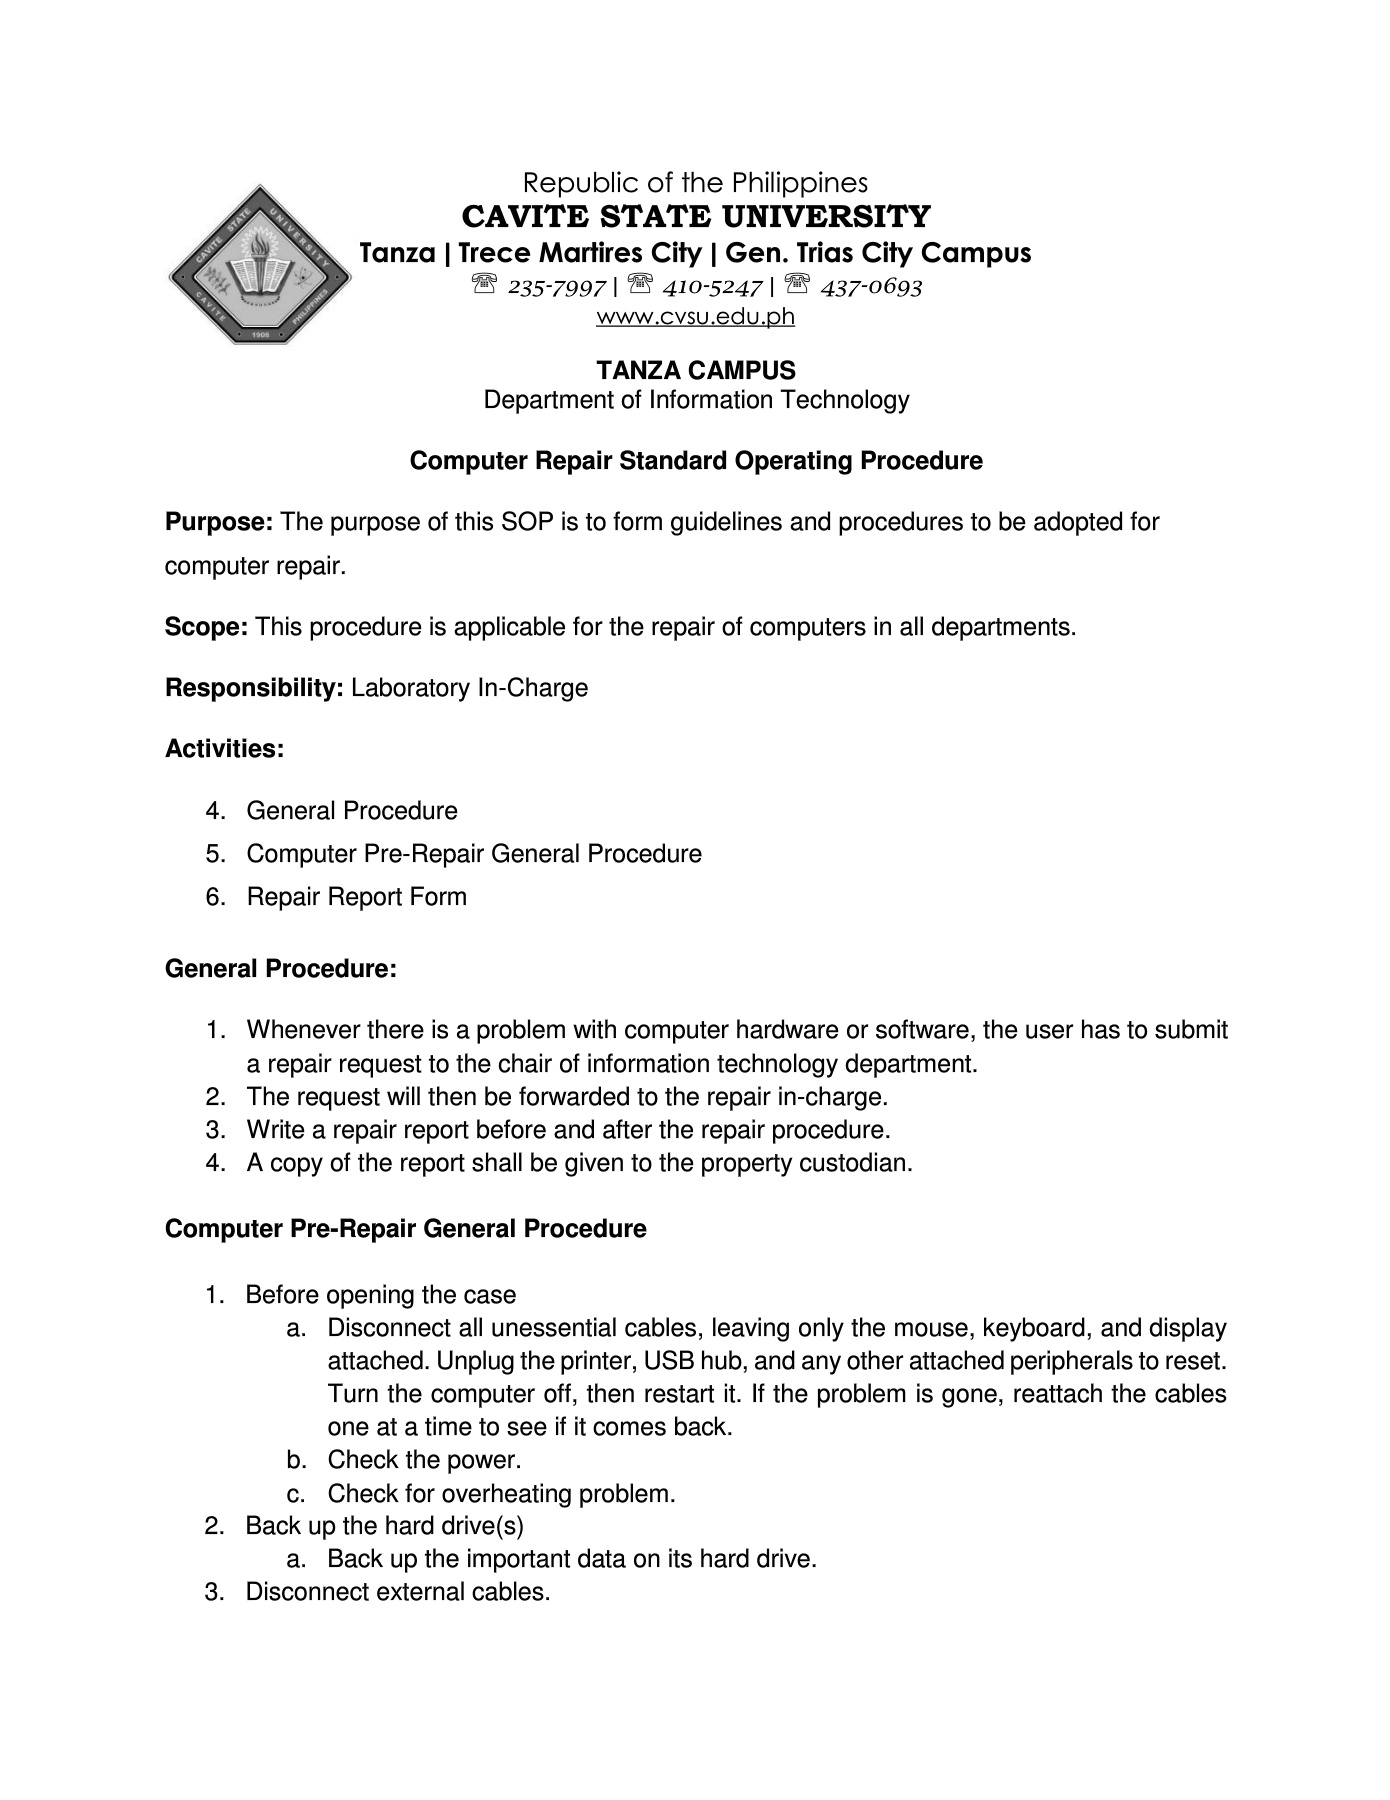 Republic of the Philippines
CAVITE STATE UNIVERSITY
Tanza | Trece Martires City | Gen. Trias City Campus
☏ 235-7997 | ☏ 410-5247 | ☏ 437-0693
www.cvsu.edu.ph
CAVITE STATE UNIVERSITY
CAVITE PHILIPPINES
1906
TANZA CAMPUS
Department of Information Technology
Computer Repair Standard Operating Procedure
Purpose: The purpose of this SOP is to form guidelines and procedures to be adopted for
computer repair.
Scope: This procedure is applicable for the repair of computers in all departments.
Responsibility: Laboratory In-Charge
Activities:
4. General Procedure
5. Computer Pre-Repair General Procedure
6. Repair Report Form
General Procedure:
1. Whenever there is a problem with computer hardware or software, the user has to submit
a repair request to the chair of information technology department.
2. The request will then be forwarded to the repair in-charge.
3. Write a repair report before and after the repair procedure.
4. A copy of the report shall be given to the property custodian.
Computer Pre-Repair General Procedure
1. Before opening the case
a. Disconnect all unessential cables, leaving only the mouse, keyboard, and display
attached. Unplug the printer, USB hub, and any other attached peripherals to reset.
Turn the computer off, then restart it. If the problem is gone, reattach the cables
one at a time to see if it comes back.
b. Check the power.
c. Check for overheating problem.
2. Back up the hard drive(s)
a. Back up the important data on its hard drive.
3. Disconnect external cables.